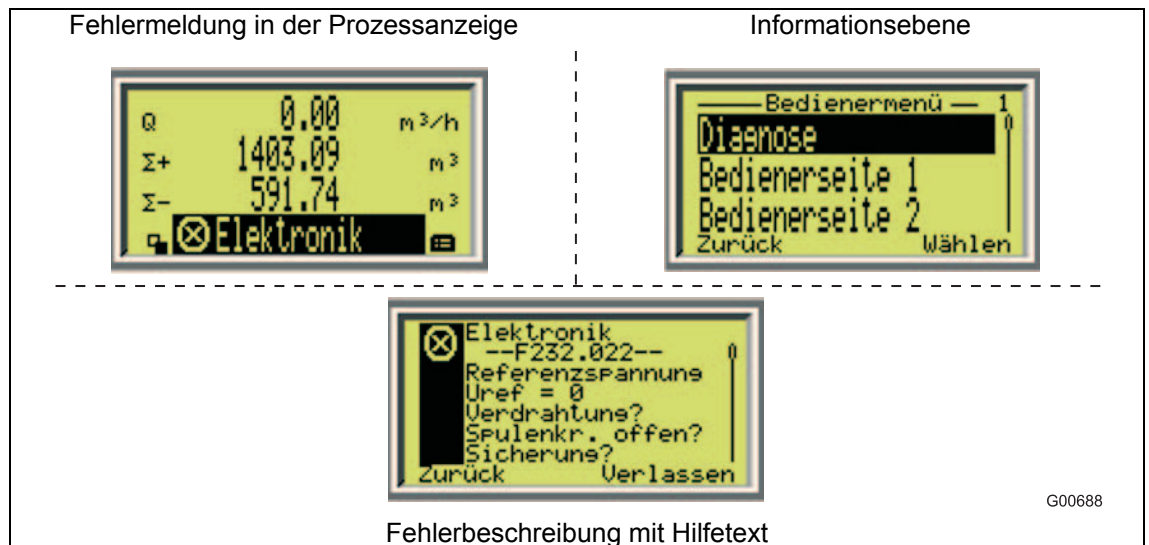 Fehlermeldung in der Prozessanzeige
Informationsebene
Q 0.00 m³/h
Σ+ 1403.09 m³
Σ- 591.74 m³
Elektronik
Bedienermenü 1
Diagnose
Bedienerseite 1
Bedienerseite 2
Zurück Wählen
Elektronik
--F232.022--
Referenzspannung
Uref = 0
Verdrahtung?
Spulenkr. offen?
Sicherung?
Zurück Verlassen
G00688
Fehlerbeschreibung mit Hilfetext